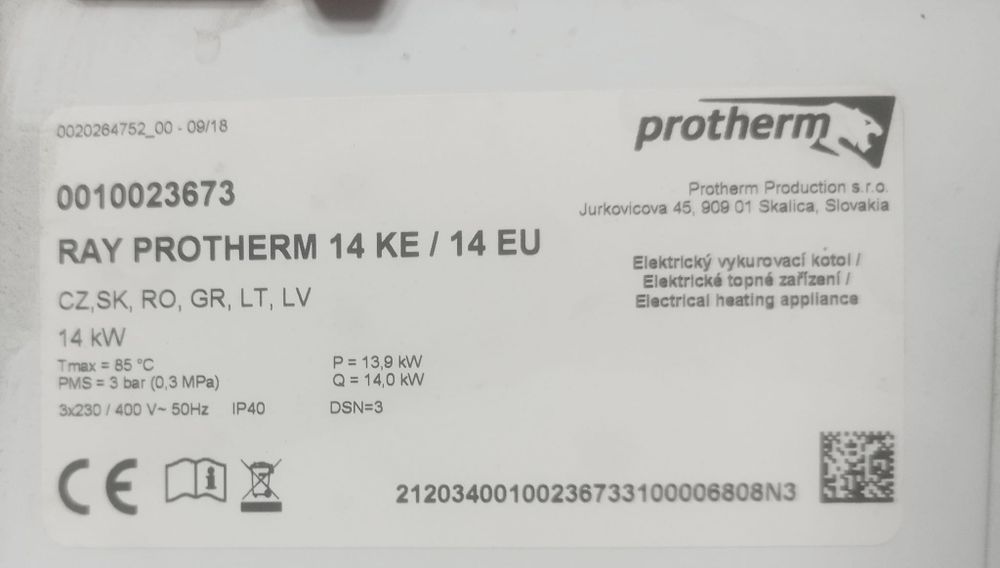 0020264752_00 - 09/18
protherm
0010023673
Protherm Production s.r.o.
Jurkovicova 45, 909 01 Skalica, Slovakia
RAY PROTHERM 14 KE / 14 EU
Elektrický vykurovací kotol /
Elektrické topné zařízení /
Electrical heating appliance
CZ,SK, RO, GR, LT, LV
14 kW
Tmax = 85 °C
P = 13,9 kW
PMS = 3 bar (0,3 MPa)
Q = 14,0 kW
3x230 / 400 V~ 50Hz IP40
DSN=3
CE
21203400100236733100006808N3